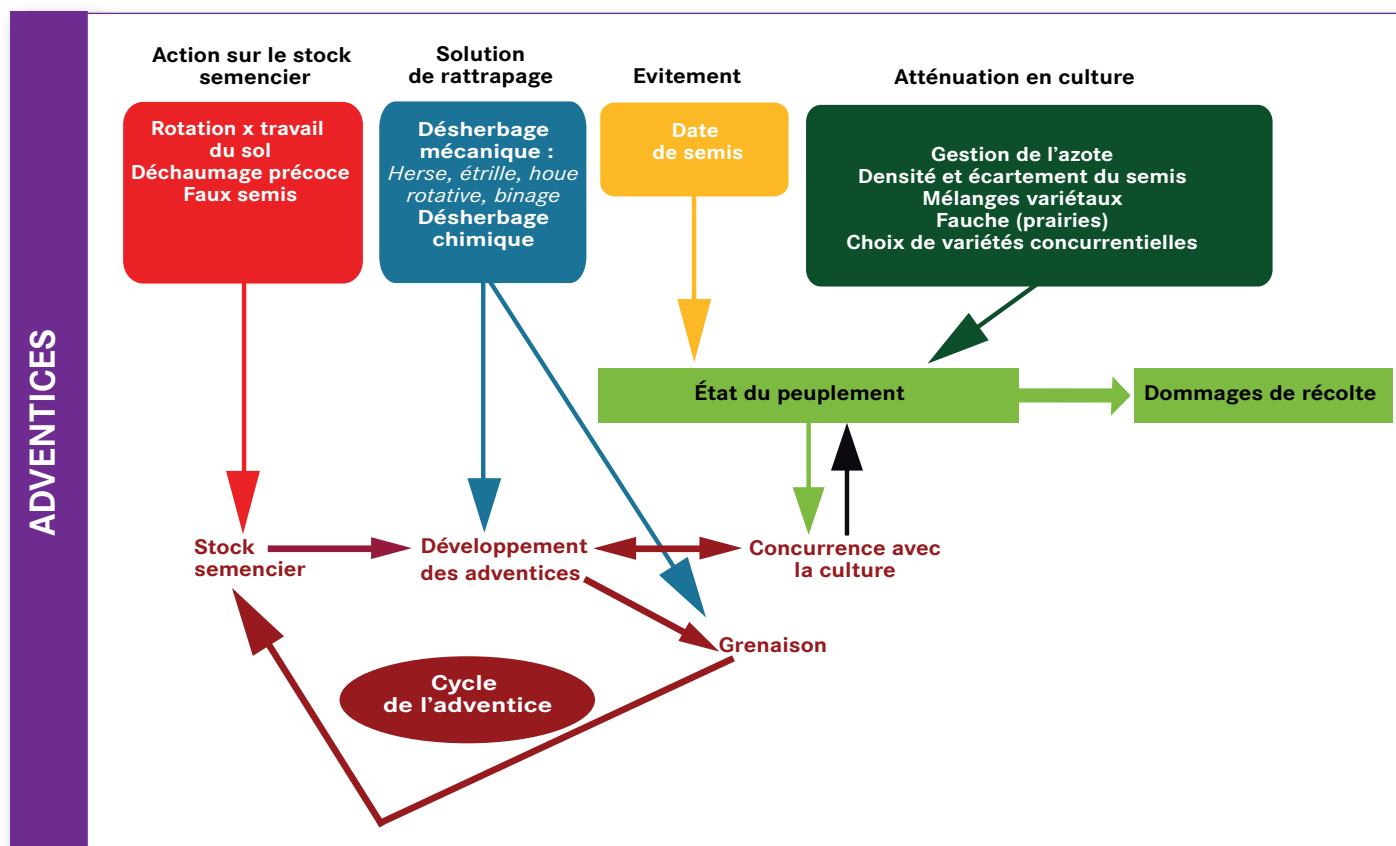 ADVENTICES
Action sur le stock
semencier
Rotation x travail
du sol
Déchaumage précoce
Faux semis
Solution
de rattrapage
Désherbage
mécanique :
Herse, étrille, houe
rotative, binage
Désherbage
chimique
Evitement
Date
de semis
Atténuation en culture
Gestion de l'azote
Densité et écartement du semis
Mélanges variétaux
Fauche (prairies)
Choix de variétés concurrentielles
État du peuplement
Dommages de récolte
Stock
semencier
Développement
des adventices
Concurrence avec
la culture
Grenaison
Cycle
de l'adventice